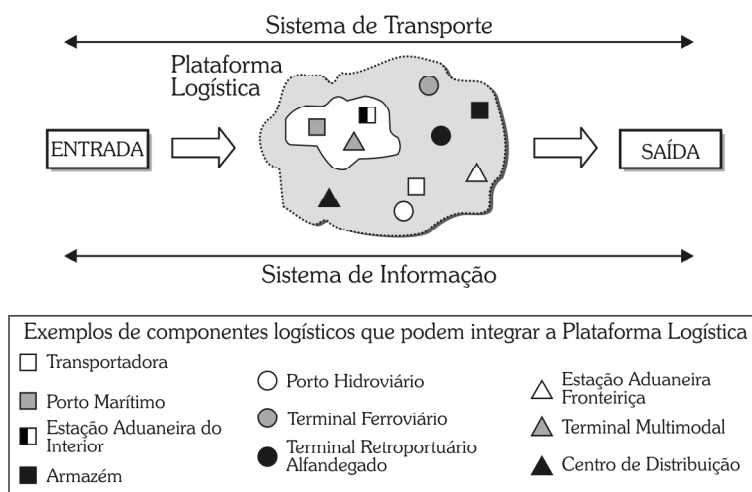 Sistema de Transporte
Plataforma
Logística
ENTRADA
SAÍDA
Sistema de Informação
Exemplos de componentes logísticos que podem integrar a Plataforma Logística
Transportadora
Porto Marítimo
Estação Aduaneira do
Interior
Armazém
Porto Hidroviário
Terminal Ferroviário
Terminal Retroportuário
Alfandegado
Estação Aduaneira
Fronteiriça
Terminal Multimodal
Centro de Distribuição